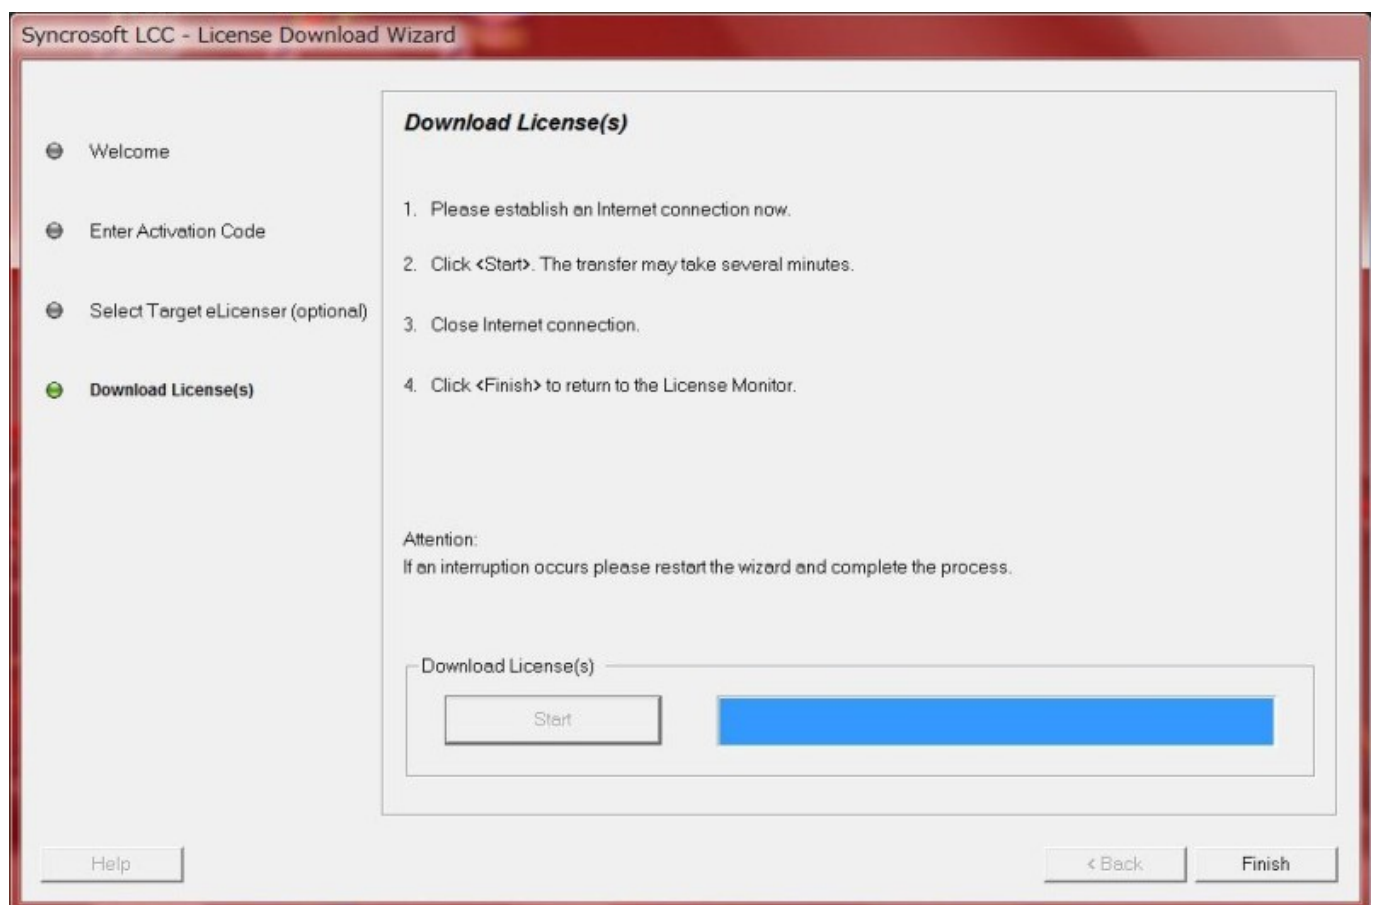 Syncrosoft LCC - License Download Wizard
Welcome
Enter Activation Code
Select Target eLicenser (optional)
Download License(s)
Download License(s)
1. Please establish an Internet connection now.
2. Click <Start>. The transfer may take several minutes.
3. Close Internet connection.
4. Click <Finish> to return to the License Monitor.
Attention:
If an interruption occurs please restart the wizard and complete the process.
Download License(s)
Start
Help
< Back
Finish